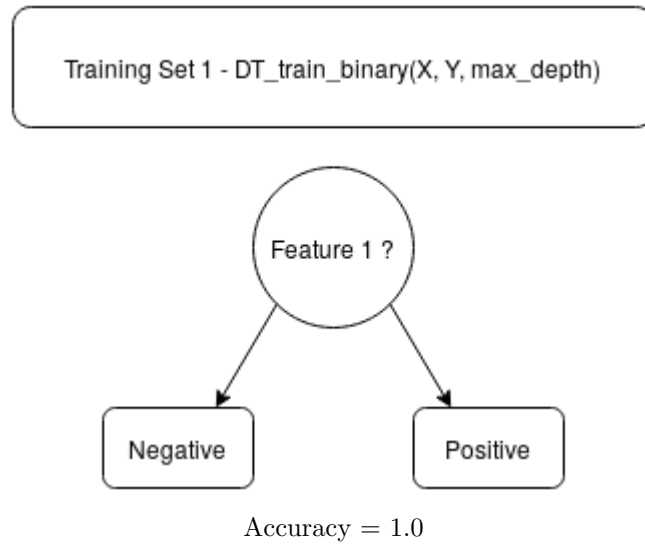 Training Set 1 - DT_train_binary(X, Y, max_depth)
Feature 1 ?
Negative
Positive
Accuracy = 1.0